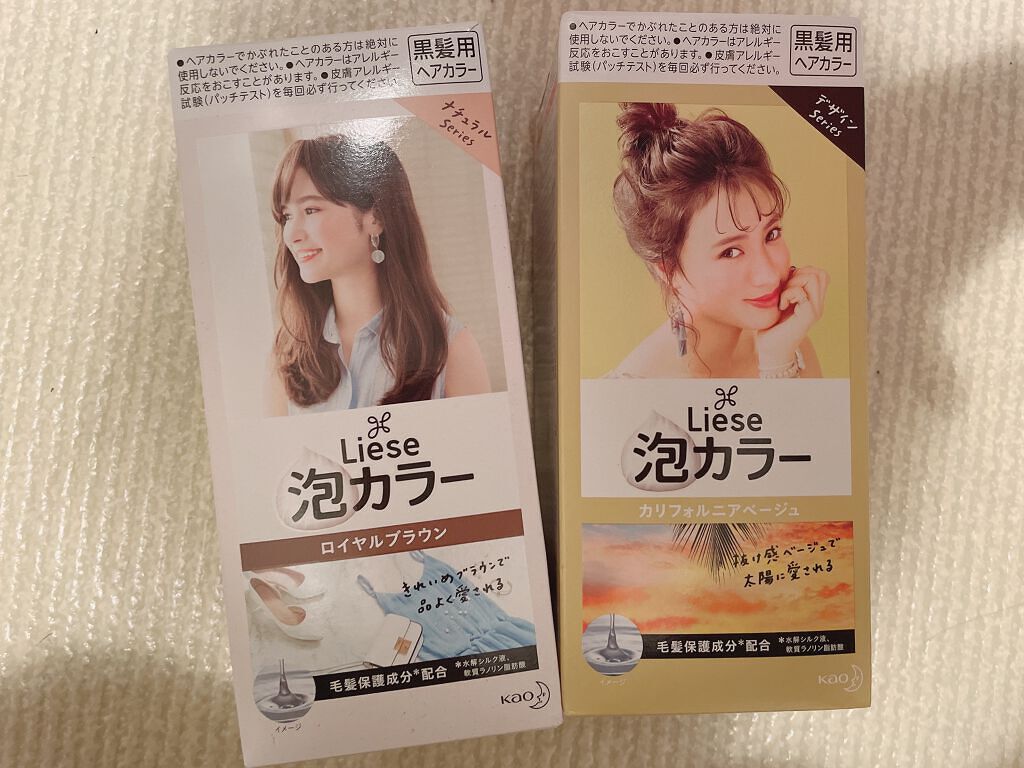 ●ヘアカラーでかぶれたことのある方は絶対に
使用しないでください。●ヘアカラーはアレルギー
反応をおこすことがあります。●皮膚アレルギー
試験(パッチテスト)を毎回必ず行ってください。
黒髪用
ヘアカラー
ナチュラル
Series
Liese
泡カラー
ロイヤルブラウン
きれいめブラウンで
品よく愛される
毛髪保護成分*配合
*水解シルク液、
軟質ラノリン脂肪酸
イメージ
Kao
●ヘアカラーでかぶれたことのある方は絶対に
使用しないでください。●ヘアカラーはアレルギー
反応をおこすことがあります。●皮膚アレルギー
試験(パッチテスト)を毎回必ず行ってください。
黒髪用
ヘアカラー
デザイン
Series
Liese
泡カラー
カリフォルニアベージュ
抜け感ベージュで
太陽に愛される
毛髪保護成分*配合
*水解シルク液、
軟質ラノリン脂肪酸
イメージ
Kao